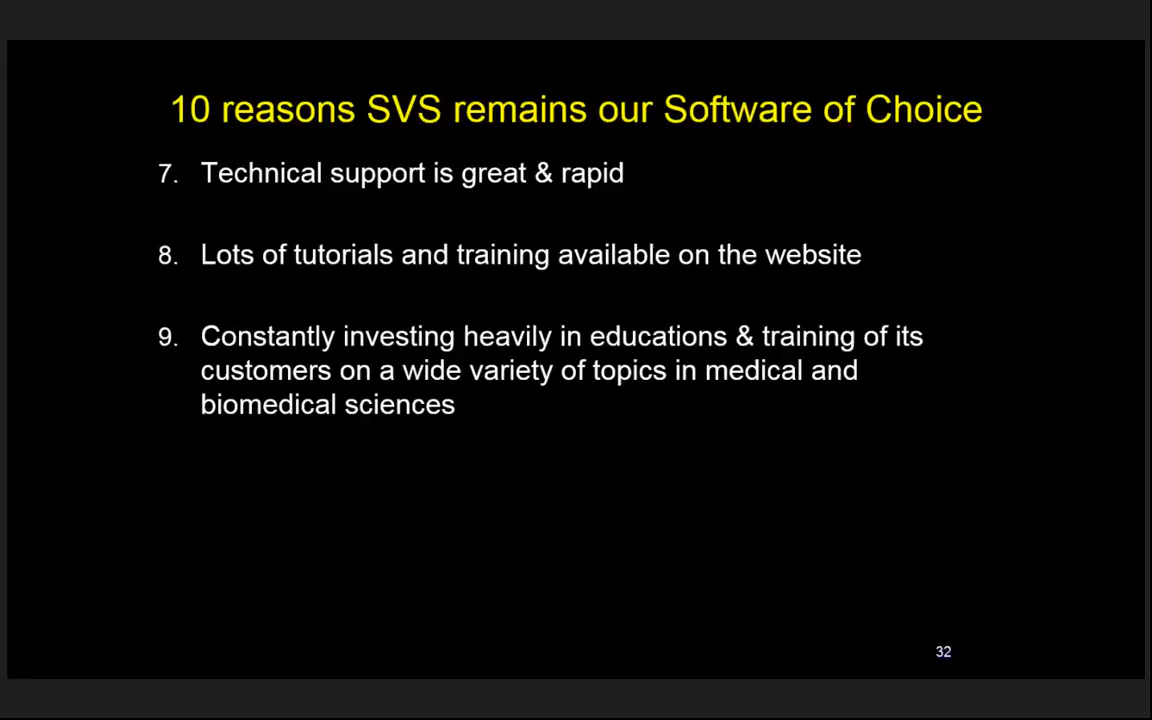 10 reasons SVS remains our Software of Choice
7. Technical support is great & rapid
8. Lots of tutorials and training available on the website
9. Constantly investing heavily in educations & training of its
customers on a wide variety of topics in medical and
biomedical sciences
32